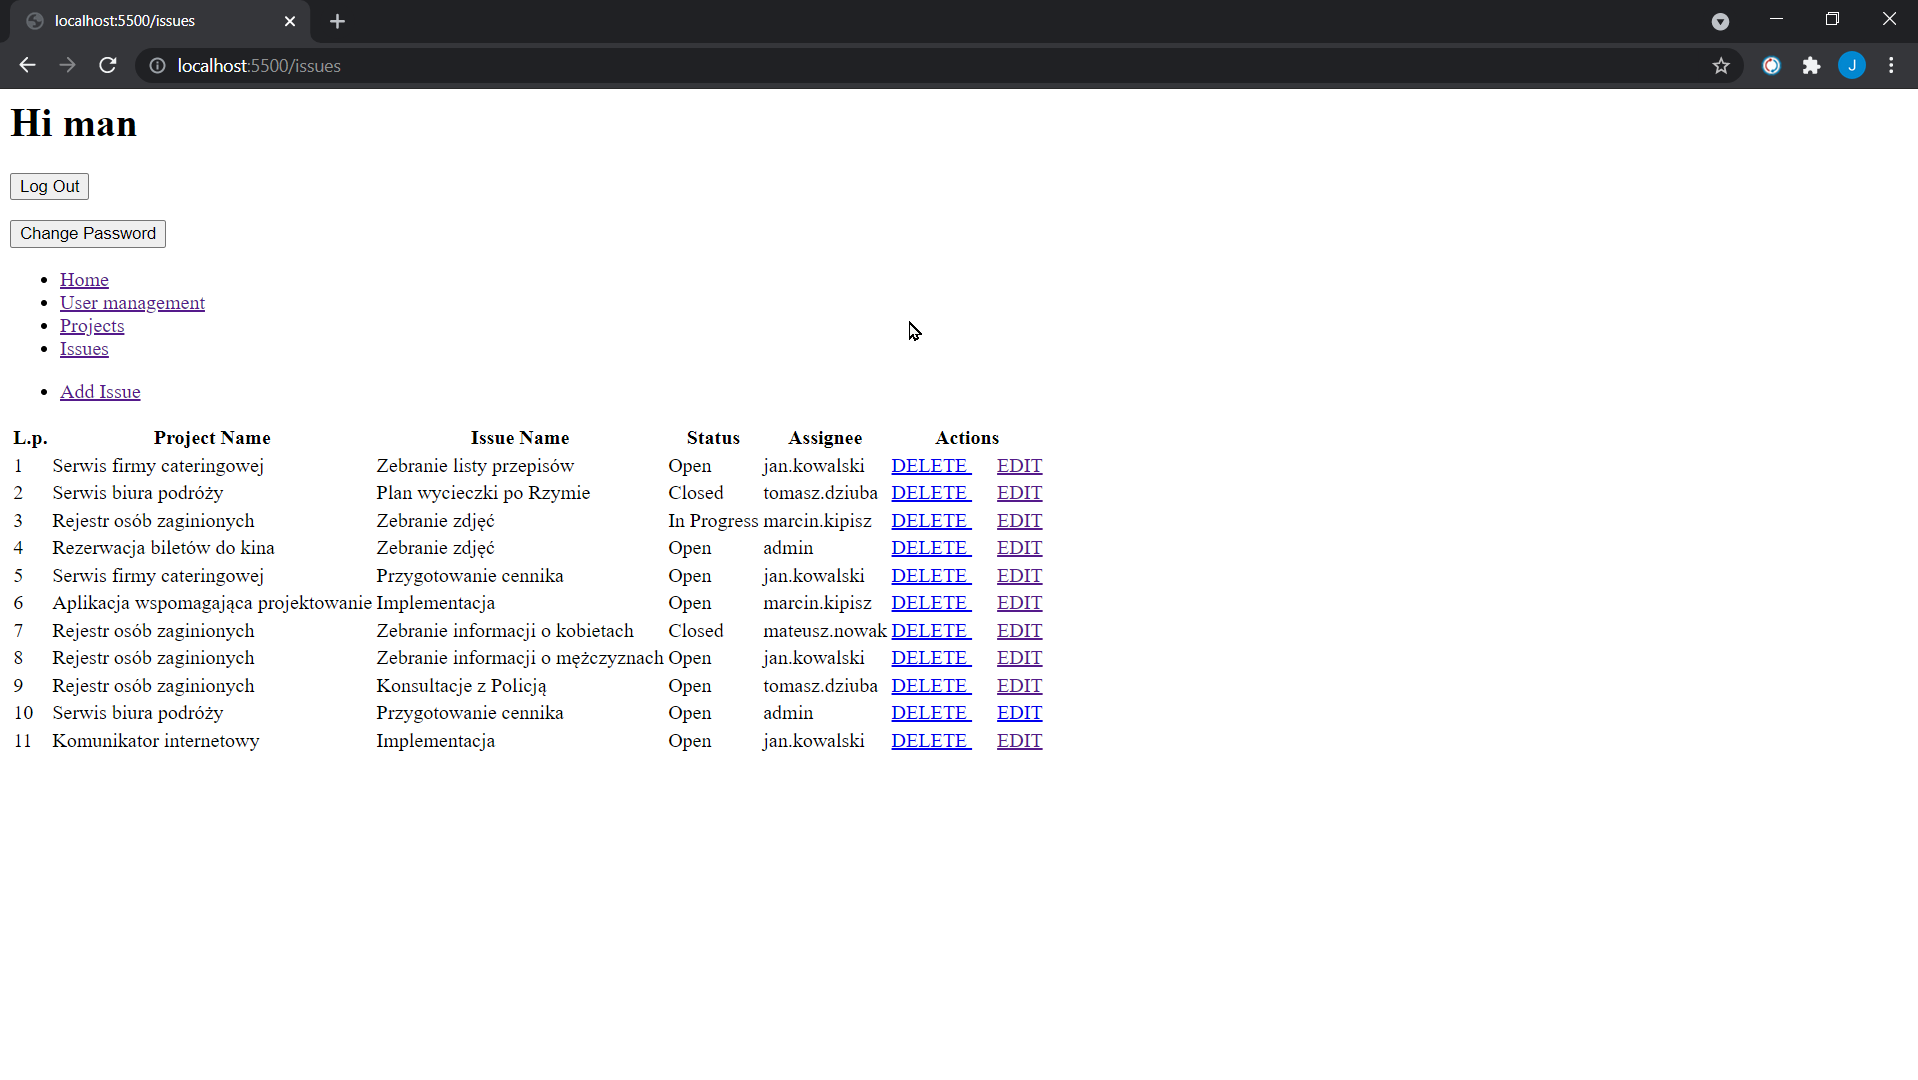 localhost:5500/issues
localhost:5500/issues
J
Hi man
Log Out
Change Password
Home
User management
Projects
Issues
Add Issue
L.p. Project Name Issue Name Status Assignee Actions
1 Serwis firmy cateringowej Zebranie listy przepisów Open jan.kowalski DELETE EDIT
2 Serwis biura podróży Plan wycieczki po Rzymie Closed tomasz.dziuba DELETE EDIT
3 Rejestr osób zaginionych Zebranie zdjęć In Progress marcin.kipisz DELETE EDIT
4 Rezerwacja biletów do kina Zebranie zdjęć Open admin DELETE EDIT
5 Serwis firmy cateringowej Przygotowanie cennika Open jan.kowalski DELETE EDIT
6 Aplikacja wspomagająca projektowanie Implementacja Open marcin.kipisz DELETE EDIT
7 Rejestr osób zaginionych Zebranie informacji o kobietach Closed mateusz.nowak DELETE EDIT
8 Rejestr osób zaginionych Zebranie informacji o mężczyznach Open jan.kowalski DELETE EDIT
9 Rejestr osób zaginionych Konsultacje z Policją Open tomasz.dziuba DELETE EDIT
10 Serwis biura podróży Przygotowanie cennika Open admin DELETE EDIT
11 Komunikator internetowy Implementacja Open jan.kowalski DELETE EDIT